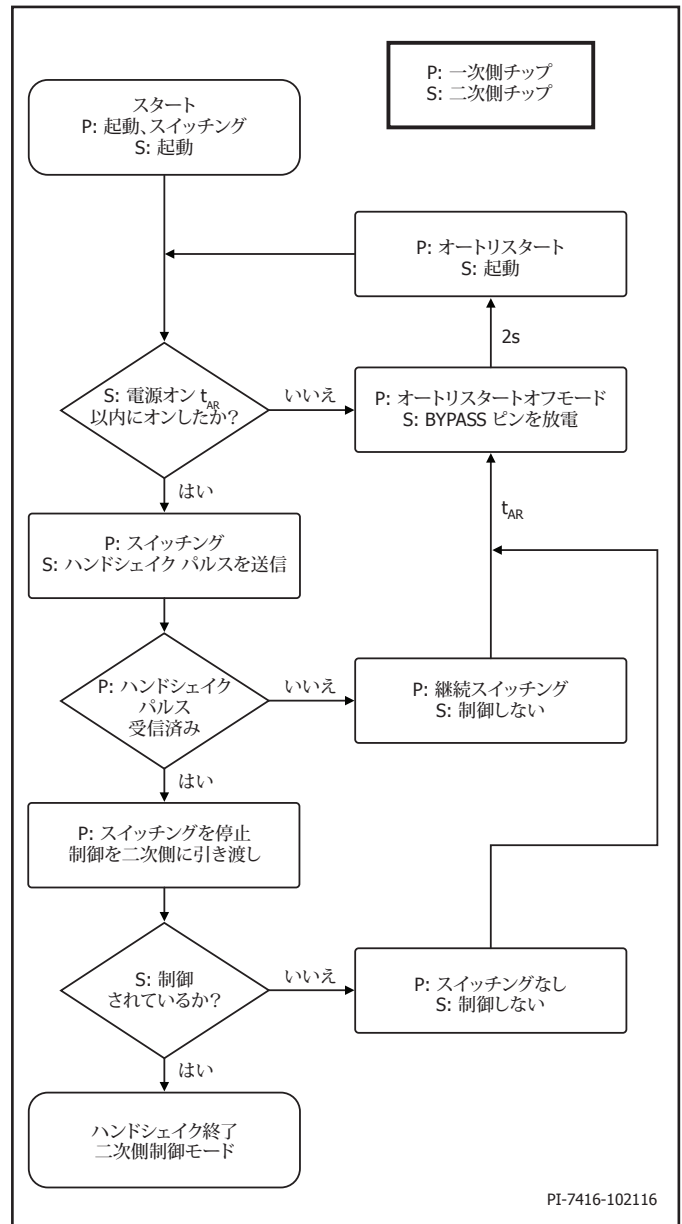 P: 一次側チップ
S: 二次側チップ
スタート
P: 起動、スイッチング
S: 起動
P: オートリスタート
S: 起動
2s
S: 電源オン tAR
以内にオンしたか?
いいえ
P: オートリスタートオフモード
S: BYPASS ピンを放電
はい
tAR
P: スイッチング
S: ハンドシェイク パルスを送信
P: ハンドシェイク
パルス
受信済み
いいえ
P: 継続スイッチング
S: 制御しない
はい
P: スイッチングを停止
制御を二次側に引き渡し
S: 制御
されているか?
いいえ
P: スイッチングなし
S: 制御しない
はい
ハンドシェイク終了
二次側制御モード
PI-7416-102116